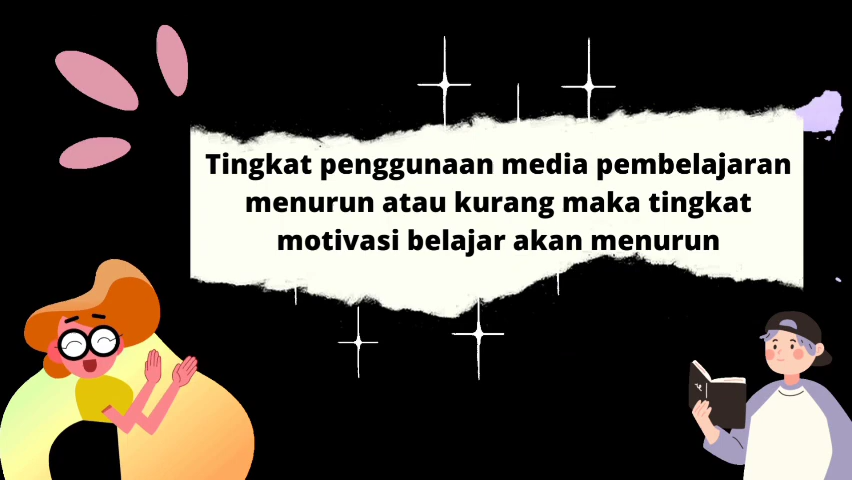 Tingkat penggunaan media pembelajaran
menurun atau kurang maka tingkat
motivasi belajar akan menurun